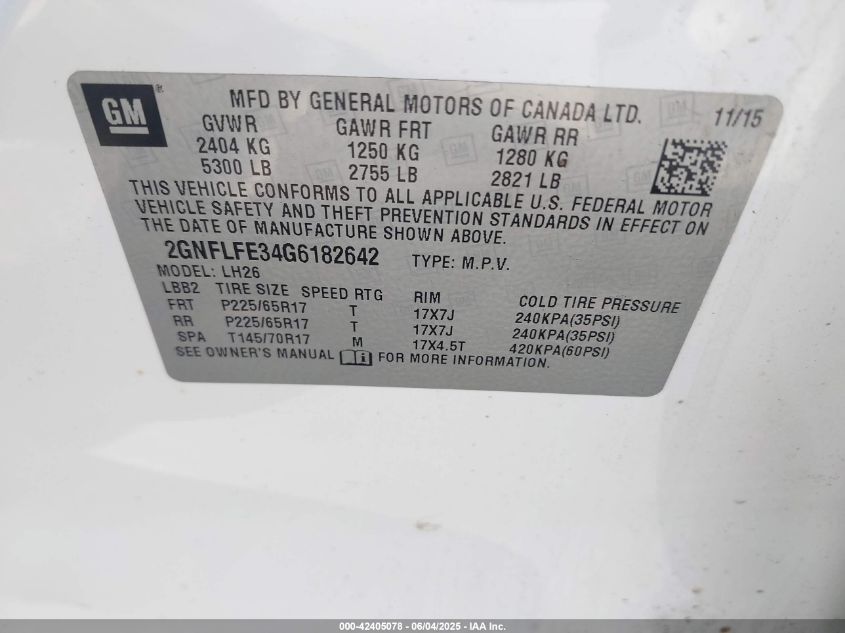 GM ®
MFD BY GENERAL MOTORS OF CANADA LTD. 11/15
GVWR GAWR FRT GAWR RR
2404 KG 1250 KG 1280 KG
5300 LB 2755 LB 2821 LB
THIS VEHICLE CONFORMS TO ALL APPLICABLE U.S. FEDERAL MOTOR
VEHICLE SAFETY AND THEFT PREVENTION STANDARDS IN EFFECT ON
THE DATE OF MANUFACTURE SHOWN ABOVE.
2GNFLFE34G6182642 TYPE: M.P.V.
MODEL: LH26
LBB2 TIRE SIZE SPEED RTG RIM COLD TIRE PRESSURE
FRT P225/65R17 T 17X7J 240KPA(35PSI)
RR P225/65R17 T 17X7J 240KPA(35PSI)
SPA T145/70R17 M 17X4.5T 420KPA(60PSI)
SEE OWNER'S MANUAL FOR MORE INFORMATION.
000-42405078 - 06/04/2025 - IAA Inc.